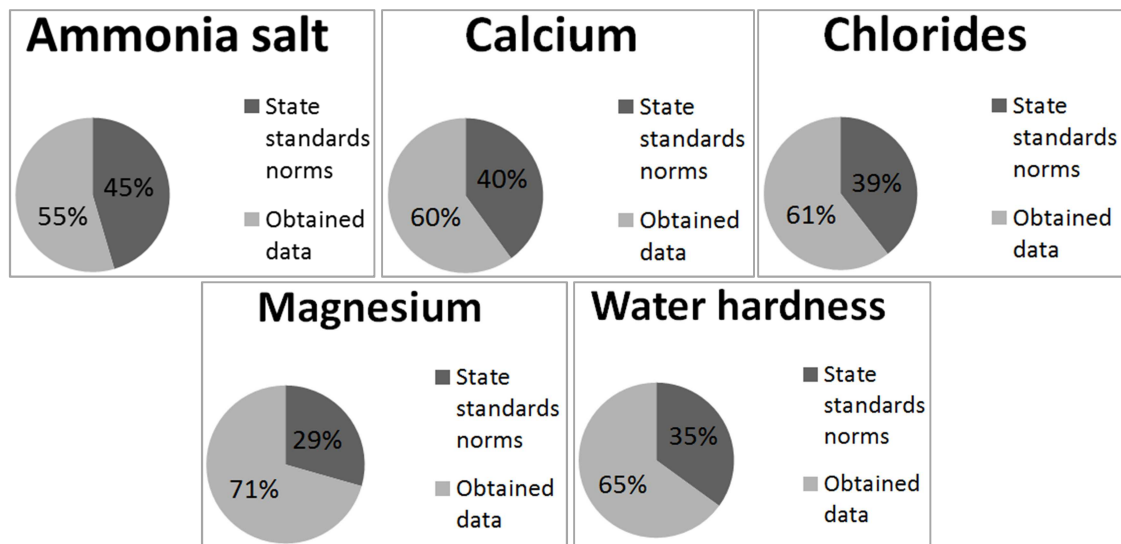 Ammonia salt
State
standards
norms
45%
55%
Obtained
data
Calcium
State
standards
norms
40%
60%
Obtained
data
Chlorides
State
standards
norms
39%
61%
Obtained
data
Magnesium
State
standards
norms
29%
71%
Obtained
data
Water hardness
State
standards
norms
35%
65%
Obtained
data